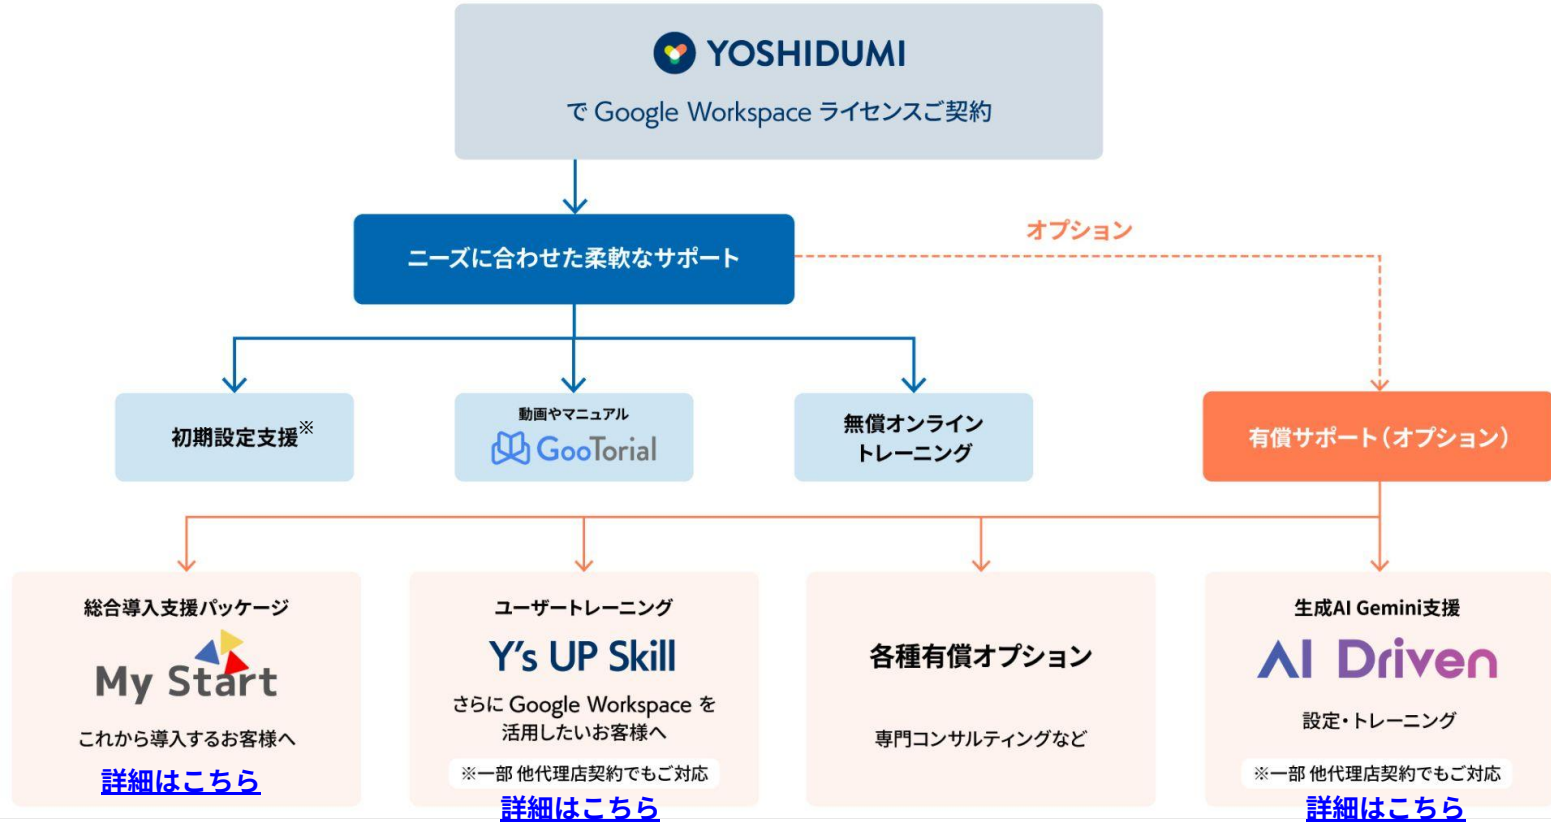 YOSHIDUMI
で Google Workspace ライセンスご契約
オプション
ニーズに合わせた柔軟なサポート
初期設定支援※
動画やマニュアル
GooTorial
無償オンライン
トレーニング
有償サポート（オプション）
総合導入支援パッケージ
My Start
これから導入するお客様へ
詳細はこちら
ユーザートレーニング
Y's UP Skill
さらに Google Workspace を
活用したいお客様へ
※一部 他代理店契約でもご対応
詳細はこちら
各種有償オプション
専門コンサルティングなど
生成AI Gemini支援
AI Driven
設定・トレーニング
※一部 他代理店契約でもご対応
詳細はこちら